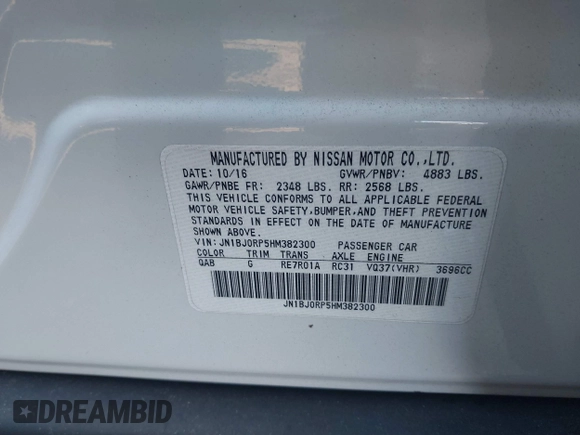 MANUFACTURED BY NISSAN MOTOR CO.,LTD.
DATE: 10/16 GVWR/PNBV: 4883 LBS.
GAWR/PNBE FR: 2348 LBS. RR: 2568 LBS.
THIS VEHICLE CONFORMS TO ALL APPLICABLE FEDERAL
MOTOR VEHICLE SAFETY,BUMPER,AND THEFT PREVENTION
STANDARDS IN EFFECT ON THE DATE OF MANUFACTURE
SHOWN ABOVE.
VIN: JN1BJ0RP5HM382300 PASSENGER CAR
COLOR TRIM TRANS AXLE ENGINE
QAB G RE7R01A RC31 VQ37(VHR) 3696CC
JN1BJ0RP5HM382300
DREAMBID